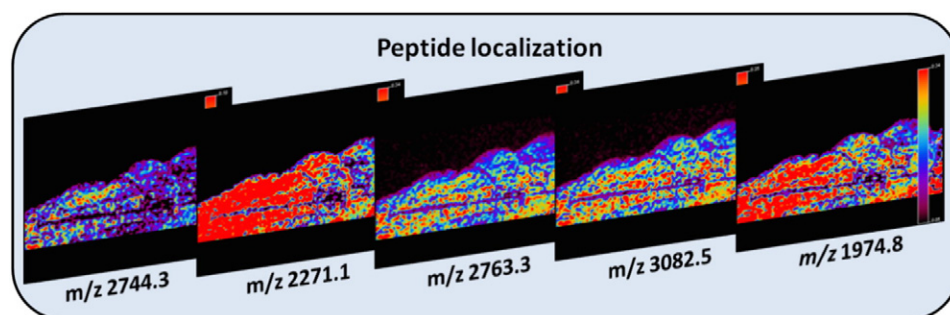 Peptide localization
m/z 2744.3
m/z 2271.1
m/z 2763.3
m/z 3082.5
m/z 1974.8